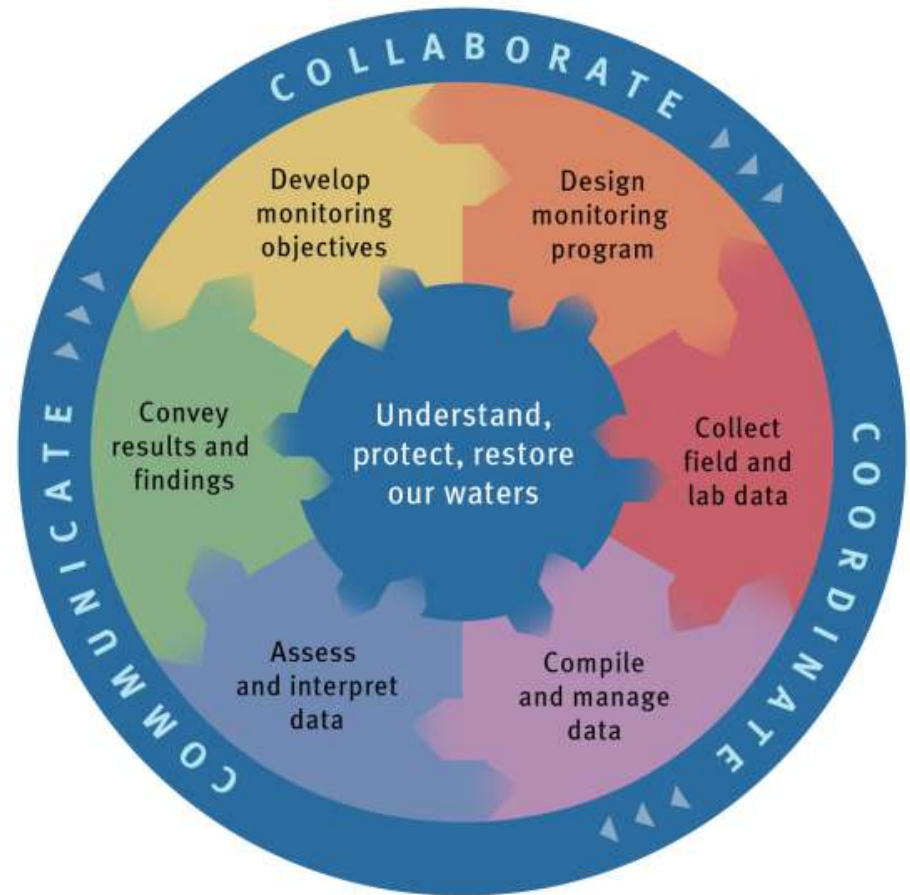 COLLABORATE
Develop
monitoring
objectives
Design
monitoring
program
Convey
results and
findings
Understand,
protect, restore
our waters
Collect
field and
lab data
COORDINATE
COMMUNICATE
Assess
and interpret
data
Compile
and manage
data